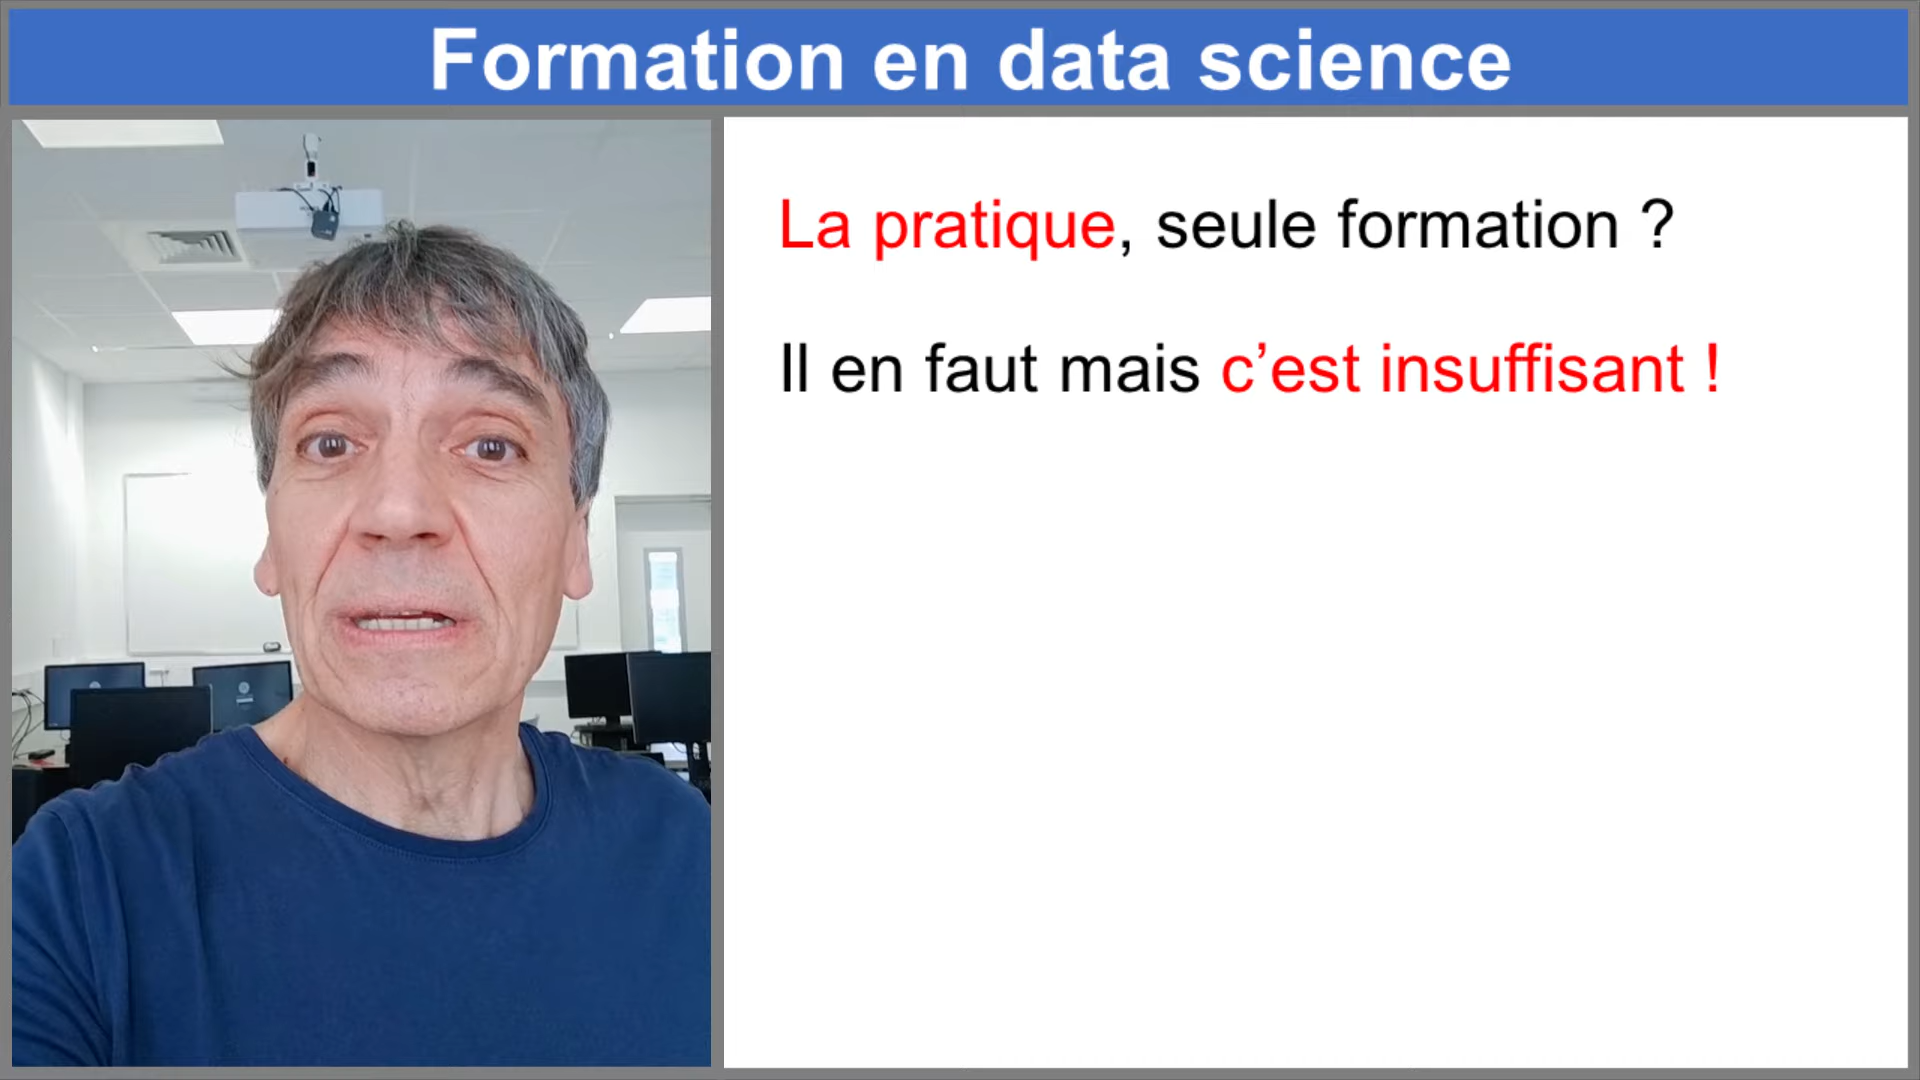 Formation en data science
La pratique, seule formation ?
Il en faut mais c’est insuffisant !